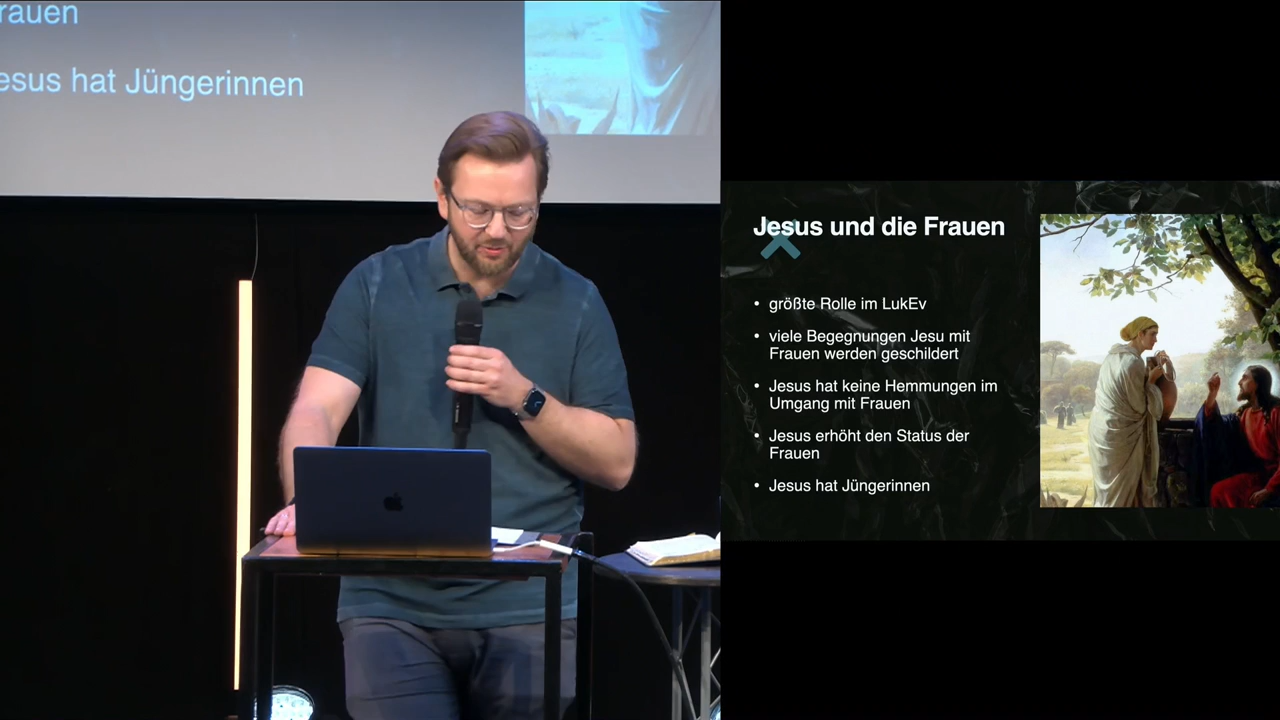 rauen
esus hat Jüngerinnen
Jesus und die Frauen
• größte Rolle im LukEv
• viele Begegnungen Jesu mit
Frauen werden geschildert
• Jesus hat keine Hemmungen im
Umgang mit Frauen
• Jesus erhöht den Status der
Frauen
• Jesus hat Jüngerinnen